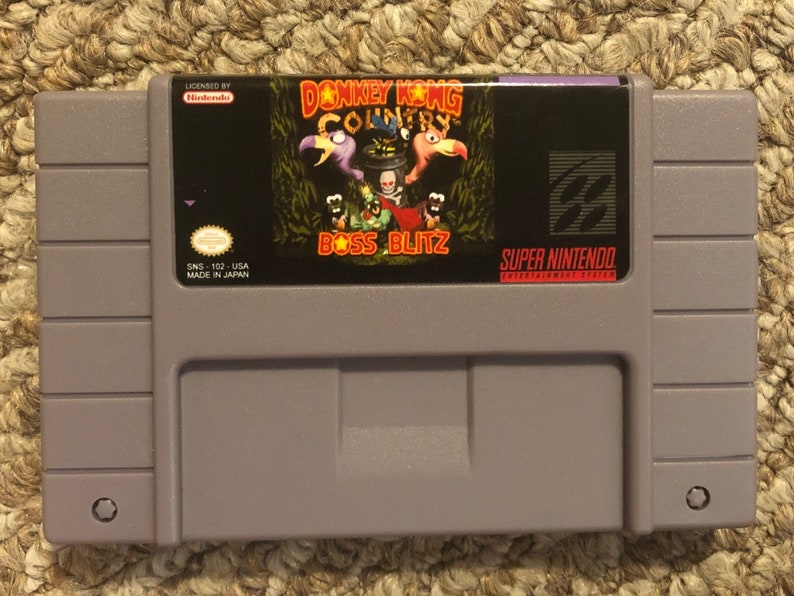 LICENSED BY
Nintendo
DONKEY KONG
COUNTRY
BOSS BLITZ
SNS - 102 - USA
MADE IN JAPAN
SUPER NINTENDO
ENTERTAINMENT SYSTEM